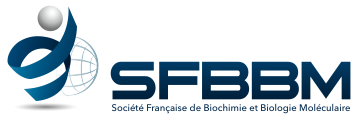 SFBBM
Société Française de Biochimie et Biologie Moléculaire